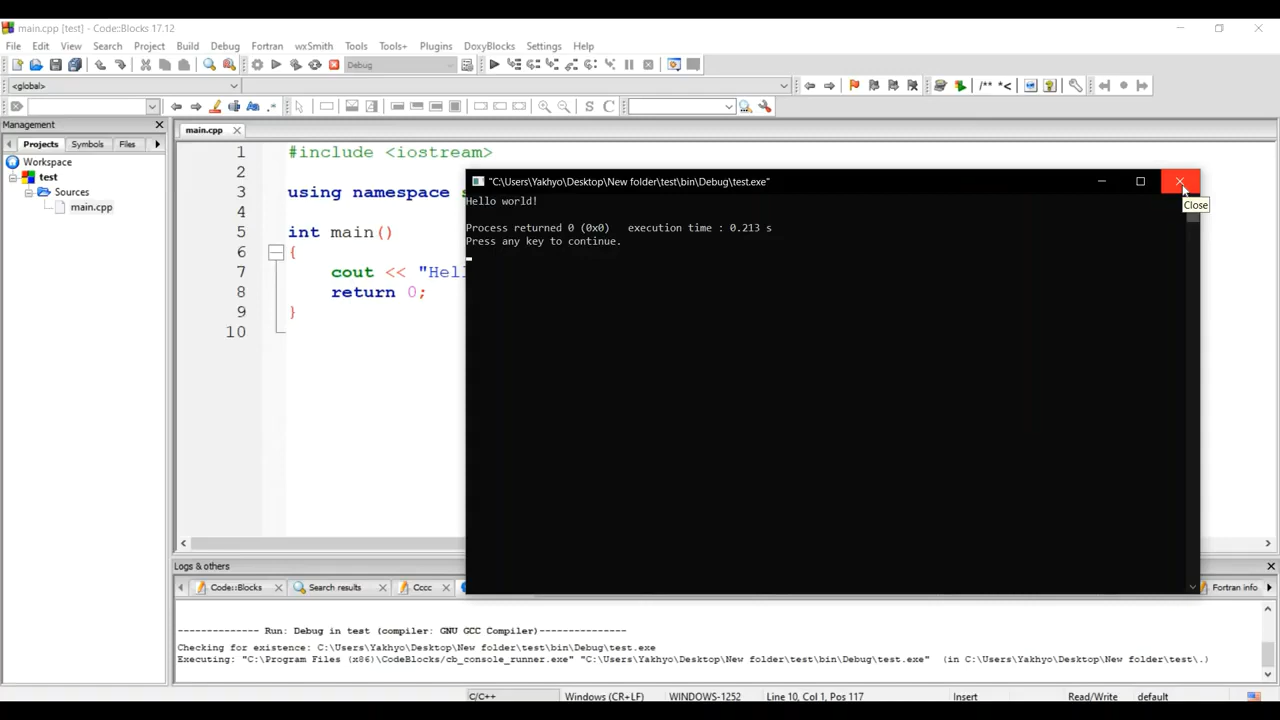 main.cpp [test] - Code::Blocks 17.12
File Edit View Search Project Build Debug Fortran wxSmith Tools Tools+ Plugins DoxyBlocks Settings Help
Debug
<global>
/** *<
S C
Management
Projects Symbols Files
Workspace
test
Sources
main.cpp
main.cpp
1 #include <iostream>
2
3 using namespace s
4
5 int main()
6 {
7 cout << "Hell
8 return 0;
9 }
10
"C:\Users\Yakhyo\Desktop\New folder\test\bin\Debug\test.exe"
Close
Hello world!
Process returned 0 (0x0) execution time : 0.213 s
Press any key to continue.
Logs & others
Code::Blocks Search results Cccc Fortran info
-------------- Run: Debug in test (compiler: GNU GCC Compiler)---------------
Checking for existence: C:\Users\Yakhyo\Desktop\New folder\test\bin\Debug\test.exe
Executing: "C:\Program Files (x86)\CodeBlocks/cb_console_runner.exe" "C:\Users\Yakhyo\Desktop\New folder\test\bin\Debug\test.exe" (in C:\Users\Yakhyo\Desktop\New folder\test\.)
C/C++ Windows (CR+LF) WINDOWS-1252 Line 10, Col 1, Pos 117 Insert Read/Write default